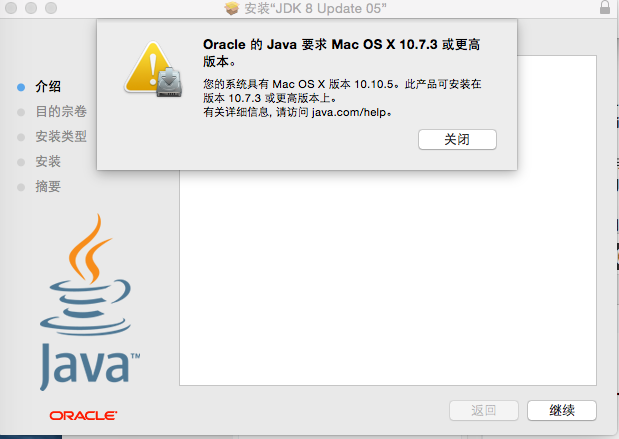 安装“JDK 8 Update 05”
Oracle 的 Java 要求 Mac OS X 10.7.3 或更高
版本。
您的系统具有 Mac OS X 版本 10.10.5。此产品可安装在
版本 10.7.3 或更高版本上。
有关详细信息, 请访问 java.com/help。
关闭
介绍
目的宗卷
安装类型
安装
摘要
Java™
ORACLE®
返回
继续